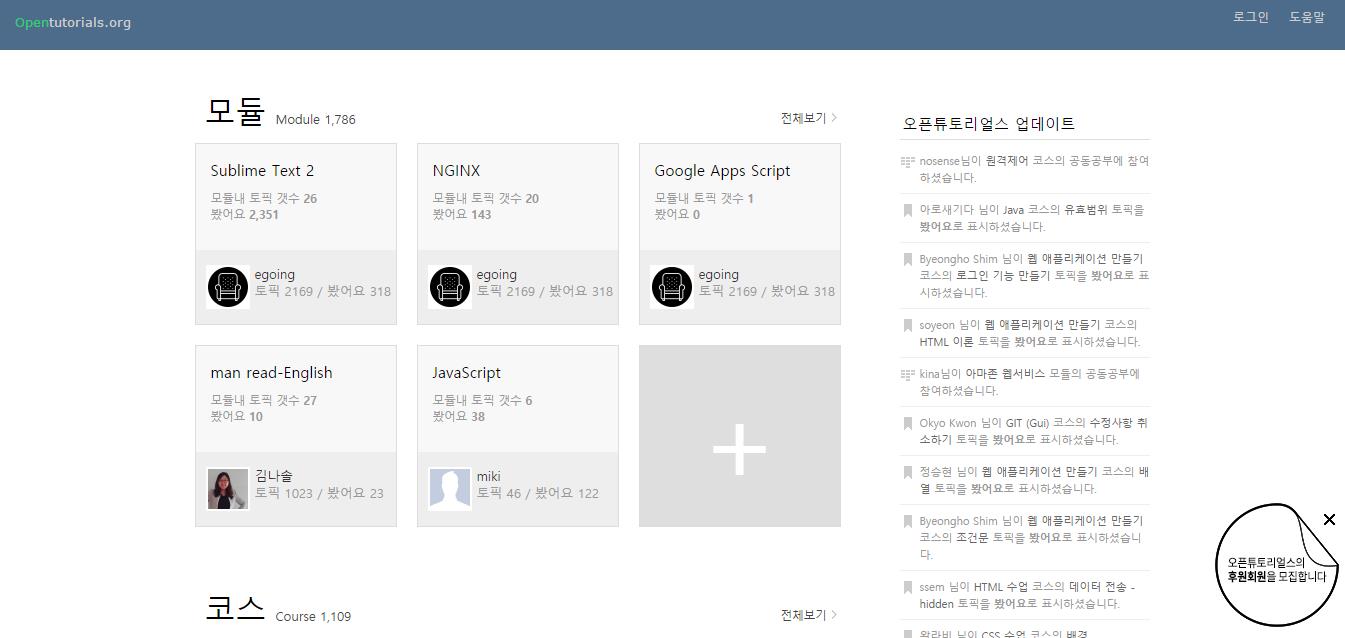 Opentutorials.org
로그인 도움말
모듈 Module 1,786
전체보기
Sublime Text 2
모듈내 토픽 갯수 26
봤어요 2,351
egoing
토픽 2169 / 봤어요 318
NGINX
모듈내 토픽 갯수 20
봤어요 143
egoing
토픽 2169 / 봤어요 318
Google Apps Script
모듈내 토픽 갯수 1
봤어요 0
egoing
토픽 2169 / 봤어요 318
man read-English
모듈내 토픽 갯수 27
봤어요 10
김나솔
토픽 1023 / 봤어요 23
JavaScript
모듈내 토픽 갯수 6
봤어요 38
miki
토픽 46 / 봤어요 122
코스 Course 1,109
전체보기
오픈튜토리얼스 업데이트
nosense님이 원격제어 코스의 공동공부에 참여
하셨습니다.
아로새기다 님이 Java 코스의 유효범위 토픽을
봤어요로 표시하셨습니다.
Byeongho Shim 님이 웹 애플리케이션 만들기
코스의 로그인 기능 만들기 토픽을 봤어요로 표
시하셨습니다.
soyeon 님이 웹 애플리케이션 만들기 코스의
HTML 이론 토픽을 봤어요로 표시하셨습니다.
kina님이 아마존 웹서비스 모듈의 공동공부에
참여하셨습니다.
Okyo Kwon 님이 GIT (Gui) 코스의 수정사항 취
소하기 토픽을 봤어요로 표시하셨습니다.
정승현 님이 웹 애플리케이션 만들기 코스의 배
열 토픽을 봤어요로 표시하셨습니다.
Byeongho Shim 님이 웹 애플리케이션 만들기
코스의 조건문 토픽을 봤어요로 표시하셨습니
다.
ssem 님이 HTML 수업 코스의 데이터 전송 -
hidden 토픽을 봤어요로 표시하셨습니다.
왈라비 님이 CSS 수업 코스의 배경
오픈튜토리얼스의
후원회원을 모집합니다